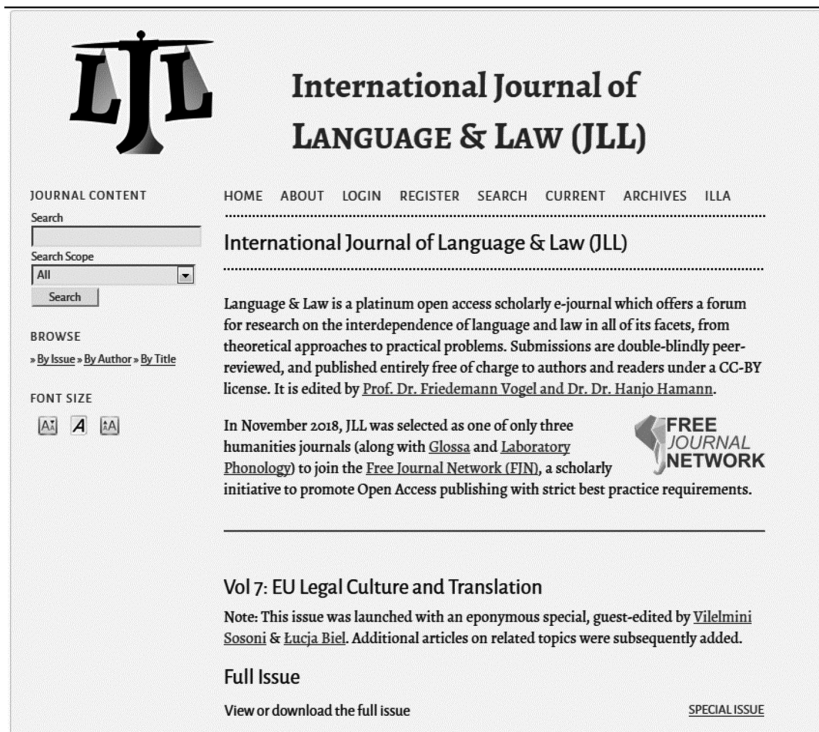 LJL
International Journal of
LANGUAGE & LAW (JLL)
JOURNAL CONTENT
Search
Search Scope
All
Search
BROWSE
» By Issue » By Author » By Title
FONT SIZE
A A A
HOME ABOUT LOGIN REGISTER SEARCH CURRENT ARCHIVES ILLA
International Journal of Language & Law (JLL)
Language & Law is a platinum open access scholarly e-journal which offers a forum
for research on the interdependence of language and law in all of its facets, from
theoretical approaches to practical problems. Submissions are double-blindly peer-
reviewed, and published entirely free of charge to authors and readers under a CC-BY
license. It is edited by Prof. Dr. Friedemann Vogel and Dr. Dr. Hanjo Hamann.
In November 2018, JLL was selected as one of only three
humanities journals (along with Glossa and Laboratory
Phonology) to join the Free Journal Network (FJN), a scholarly
initiative to promote Open Access publishing with strict best practice requirements.
FREE
JOURNAL
NETWORK
Vol 7: EU Legal Culture and Translation
Note: This issue was launched with an eponymous special, guest-edited by Vilelmini
Sosoni & Łucja Biel. Additional articles on related topics were subsequently added.
Full Issue
View or download the full issue SPECIAL ISSUE